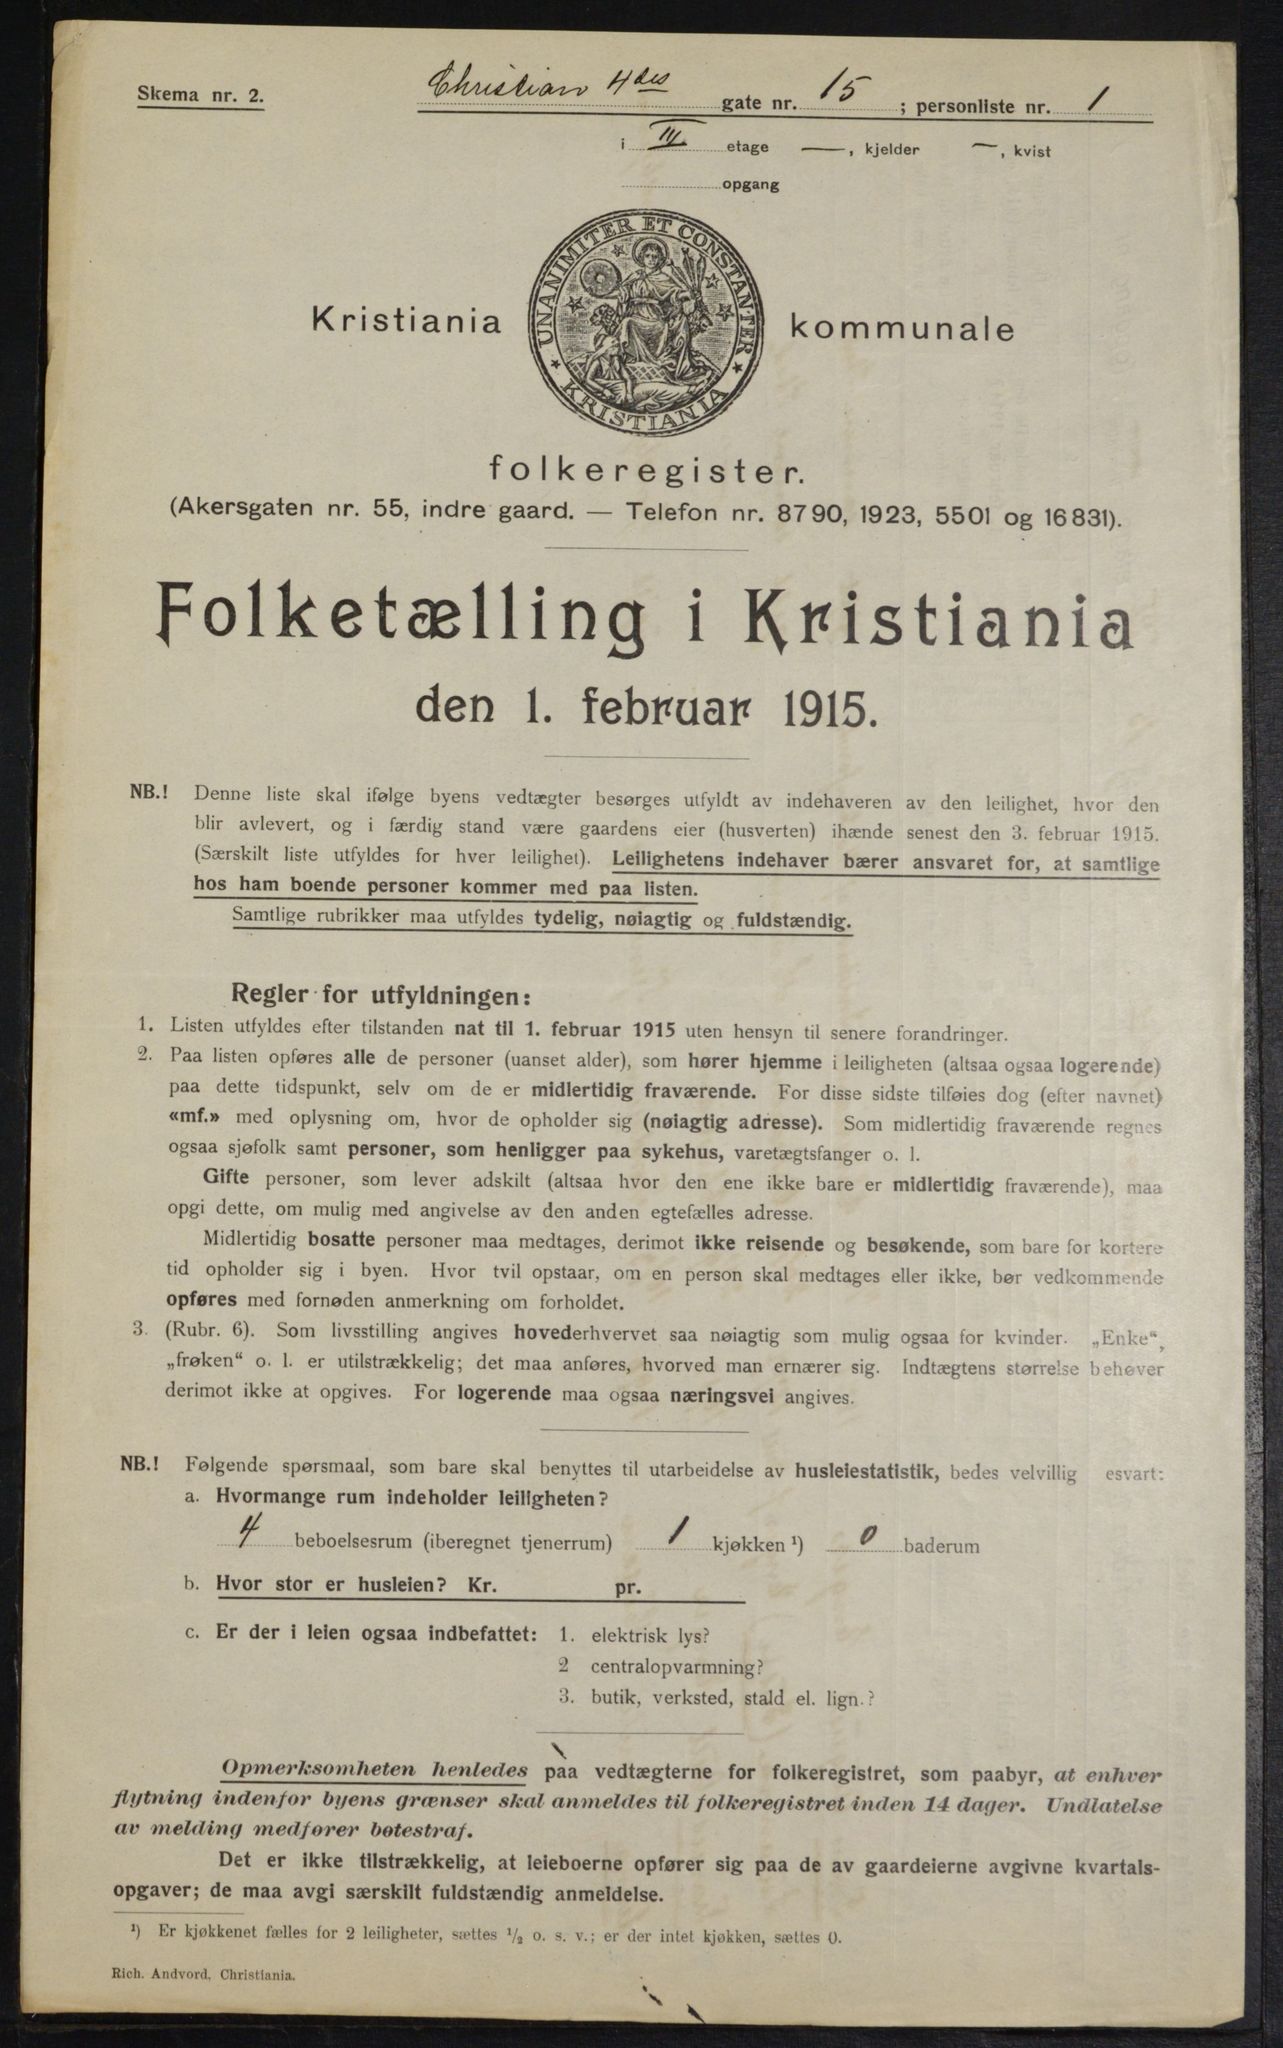 Skema nr. 2.
Christian 4des gate nr. 15 ; personliste nr. 1
i III etage —, kjelder —, kvist
opgang
UNANIMITER ET CONSTANTER
KRISTIANIA
Kristiania kommunale
folkeregister.
(Akersgaten nr. 55, indre gaard. — Telefon nr. 8790, 1923, 5501 og 16831).
Folketælling i Kristiania
den 1. februar 1915.
NB.! Denne liste skal ifølge byens vedtægter besørges utfyldt av indehaveren av den leilighet, hvor den
blir avlevert, og i færdig stand være gaardens eier (husverten) ihænde senest den 3. februar 1915.
(Særskilt liste utfyldes for hver leilighet). Leilighetens indehaver bærer ansvaret for, at samtlige
hos ham boende personer kommer med paa listen.
Samtlige rubrikker maa utfyldes tydelig, nøiagtig og fuldstændig.
Regler for utfyldningen:
1. Listen utfyldes efter tilstanden nat til 1. februar 1915 uten hensyn til senere forandringer.
2. Paa listen opføres alle de personer (uanset alder), som hører hjemme i leiligheten (altsaa ogsaa logerende)
paa dette tidspunkt, selv om de er midlertidig fraværende. For disse sidste tilføies dog (efter navnet)
«mf.» med oplysning om, hvor de opholder sig (nøiagtig adresse). Som midlertidig fraværende regnes
ogsaa sjøfolk samt personer, som henligger paa sykehus, varetægtsfanger o. l.
Gifte personer, som lever adskilt (altsaa hvor den ene ikke bare er midlertidig fraværende), maa
opgi dette, om mulig med angivelse av den anden egtefælles adresse.
Midlertidig bosatte personer maa medtages, derimot ikke reisende og besøkende, som bare for kortere
tid opholder sig i byen. Hvor tvil opstaar, om en person skal medtages eller ikke, bør vedkommende
opføres med fornøden anmerkning om forholdet.
3. (Rubr. 6). Som livsstilling angives hovederhvervet saa nøiagtig som mulig ogsaa for kvinder. „Enke“,
„frøken“ o. l. er utilstrækkelig; det maa anføres, hvorved man ernærer sig. Indtægtens størrelse behøver
derimot ikke at opgives. For logerende maa ogsaa næringsvei angives.
NB.! Følgende spørsmaal, som bare skal benyttes til utarbeidelse av husleiestatistik, bedes velvillig esvart:
a. Hvormange rum indeholder leiligheten?
4 beboelsesrum (iberegnet tjenerrum) 1 kjøkken ¹) 0 baderum
b. Hvor stor er husleien? Kr. pr.
c. Er der i leien ogsaa indbefattet: 1. elektrisk lys?
2 centralopvarmning?
3. butik, verksted, stald el. lign.?
Opmerksomheten henledes paa vedtægterne for folkeregistret, som paabyr, at enhver
flytning indenfor byens grænser skal anmeldes til folkeregistret inden 14 dager. Undlatelse
av melding medfører bøtestraf.
Det er ikke tilstrækkelig, at leieboerne opfører sig paa de av gaardeierne avgivne kvartals-
opgaver; de maa avgi særskilt fuldstændig anmeldelse.
¹) Er kjøkkenet fælles for 2 leiligheter, sættes ½ o. s. v.; er der intet kjøkken, sættes 0.
Rich. Andvord, Christiania.